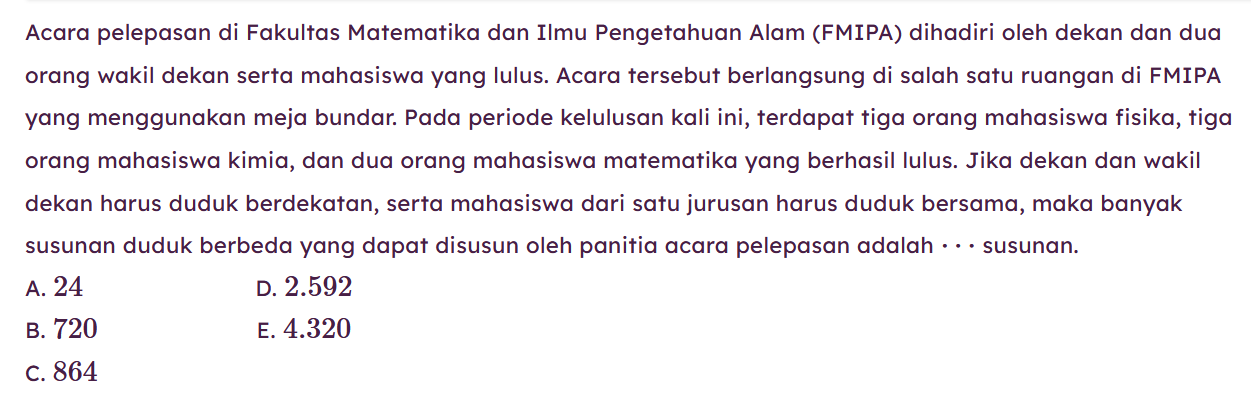 Acara pelepasan di Fakultas Matematika dan Ilmu Pengetahuan Alam (FMIPA) dihadiri oleh dekan dan dua
orang wakil dekan serta mahasiswa yang lulus. Acara tersebut berlangsung di salah satu ruangan di FMIPA
yang menggunakan meja bundar. Pada periode kelulusan kali ini, terdapat tiga orang mahasiswa fisika, tiga
orang mahasiswa kimia, dan dua orang mahasiswa matematika yang berhasil lulus. Jika dekan dan wakil
dekan harus duduk berdekatan, serta mahasiswa dari satu jurusan harus duduk bersama, maka banyak
susunan duduk berbeda yang dapat disusun oleh panitia acara pelepasan adalah ⋯ susunan.
A. 24 D. 2.592
B. 720 E. 4.320
C. 864